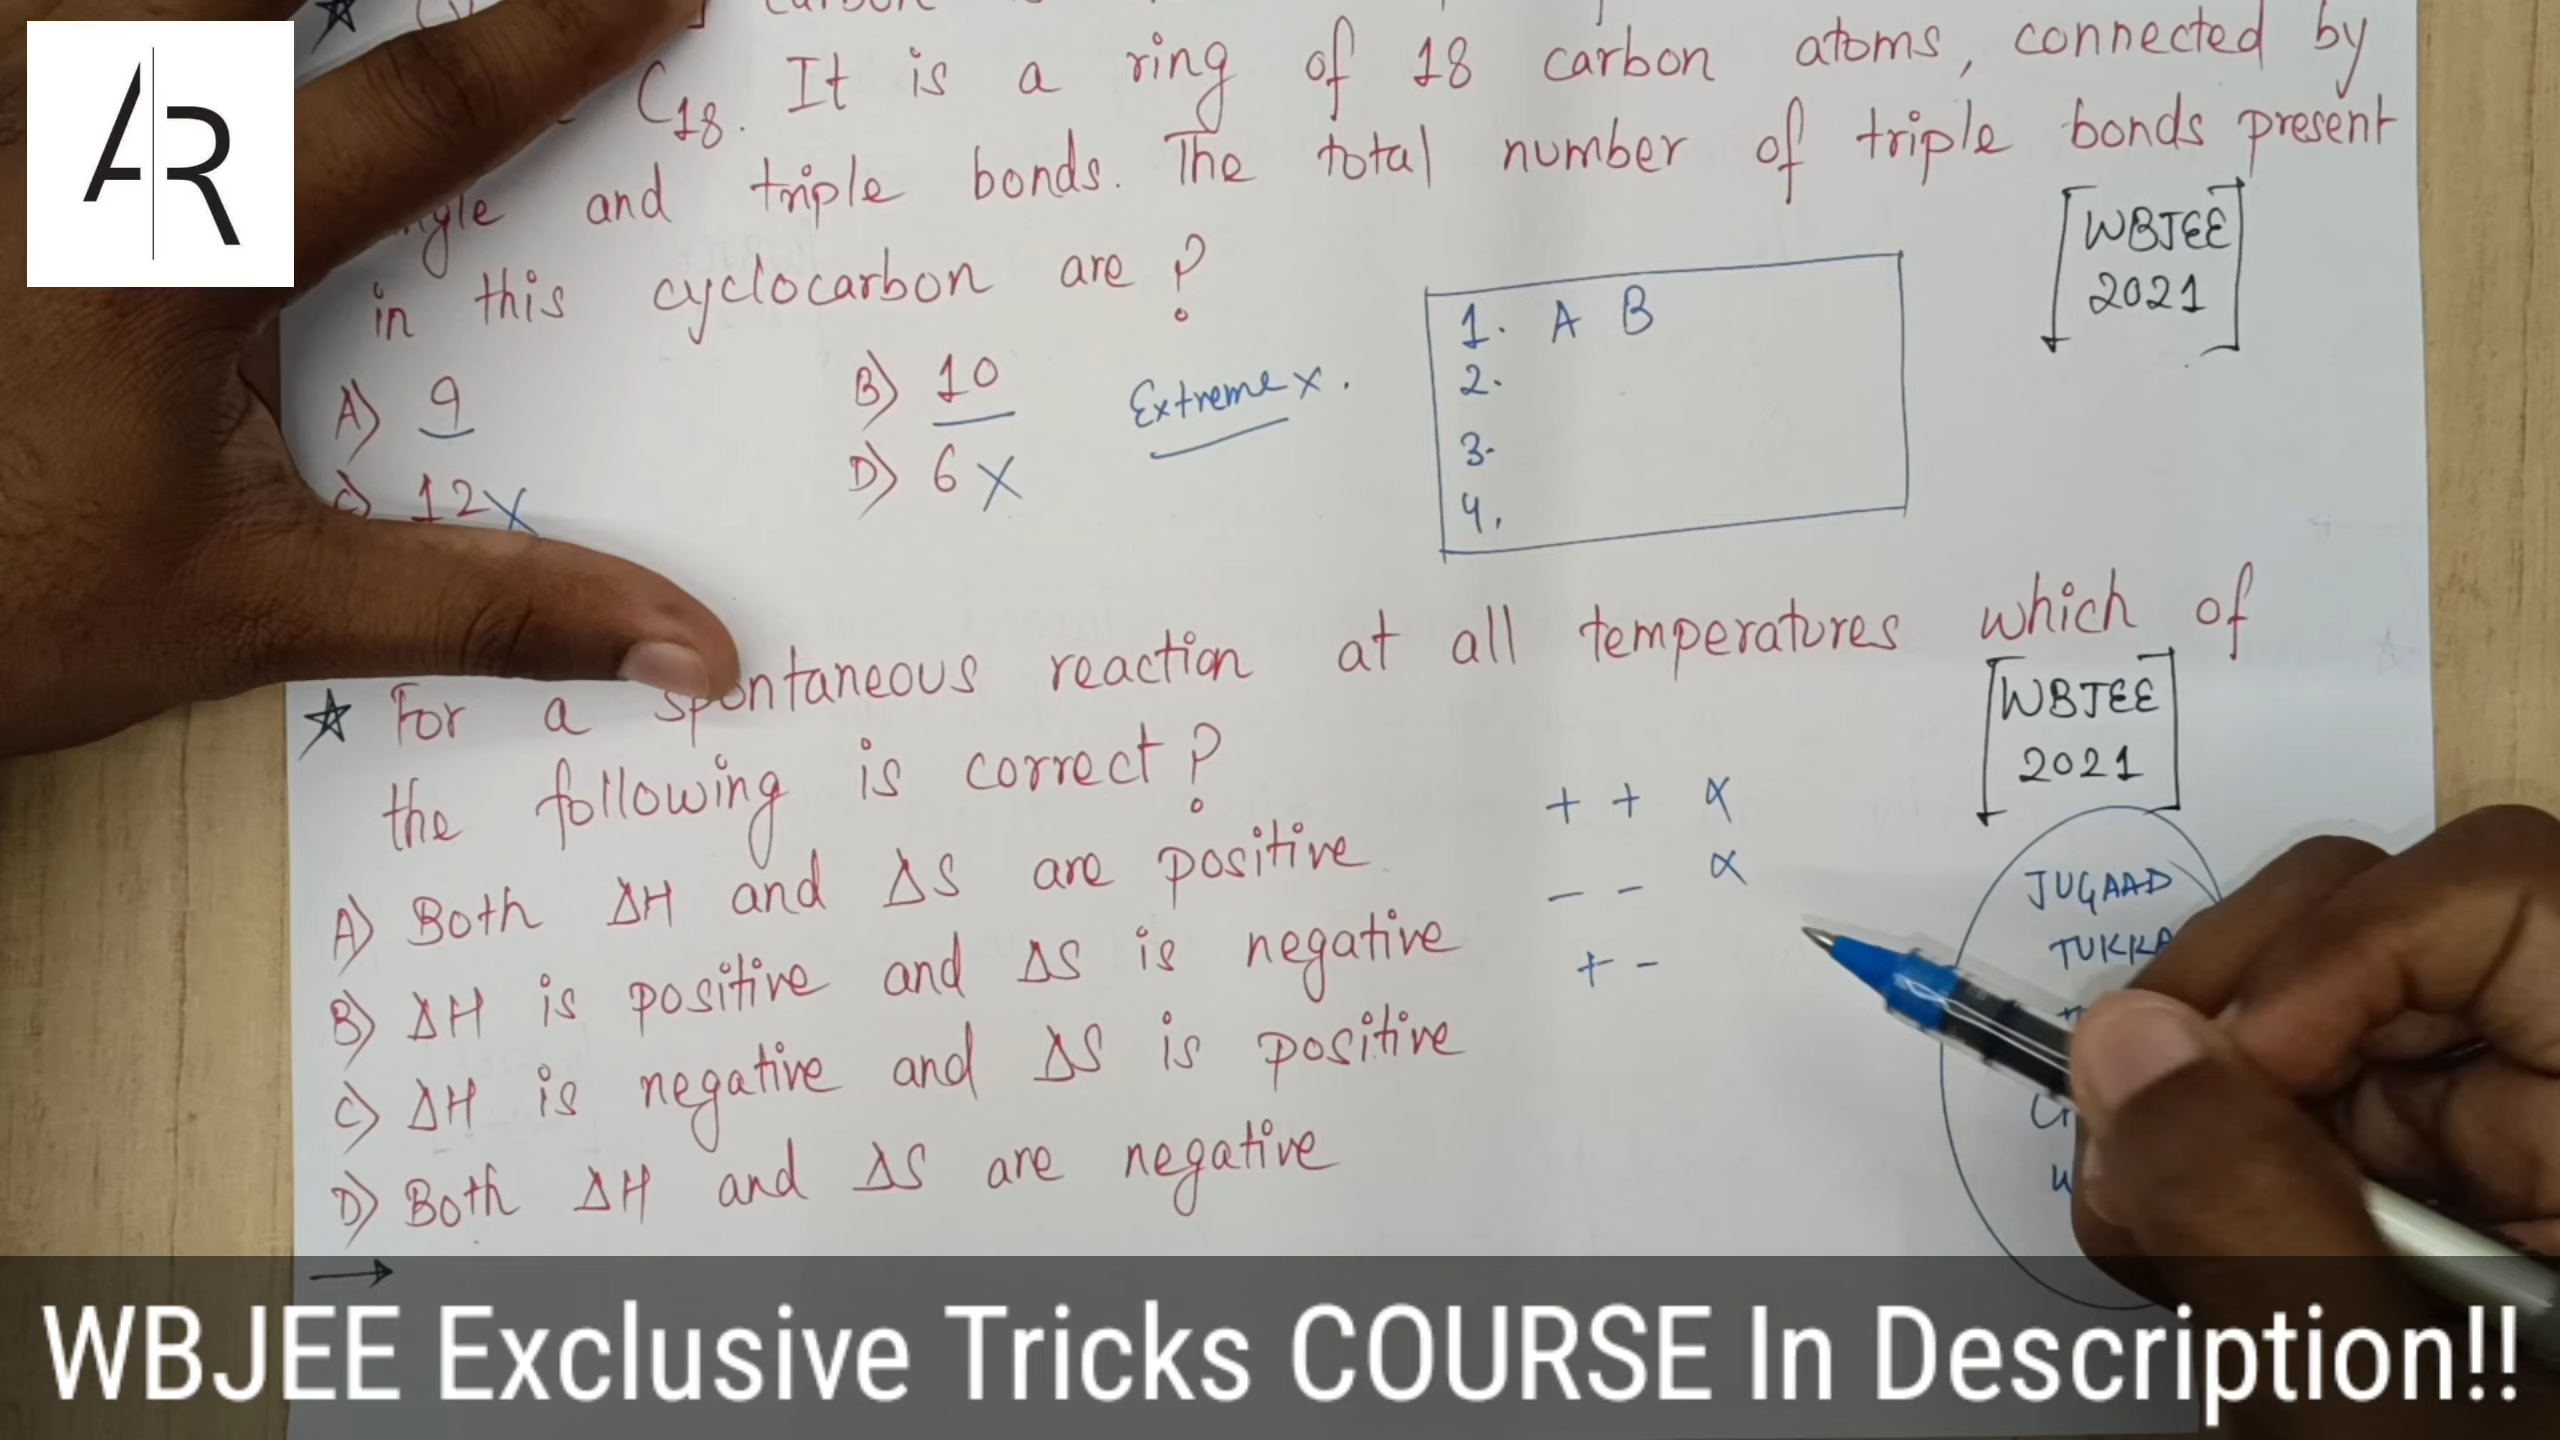 AR
C18. It is a ring of 18 carbon atoms, connected by
and triple bonds. The total number of triple bonds present
in this cyclocarbon are ?
[WBJEE
2021]
A) 9
B) 10
C) 12 x
D) 6 x
Extreme x.
1. A B
2.
3.
4.
☆ For a spontaneous reaction at all temperatures which of
the following is correct ?
[WBJEE
2021]
A) Both ΔH and ΔS are positive
B) ΔH is positive and ΔS is negative
C) ΔH is negative and ΔS is positive
D) Both ΔH and ΔS are negative
→
+ + x
- - x
+ -
JUGAAD
TUKKA
WBJEE Exclusive Tricks COURSE In Description!!